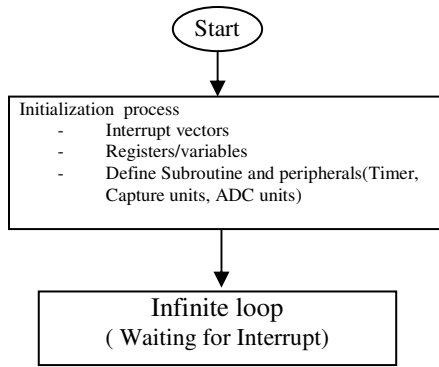 Start
Initialization process
- Interrupt vectors
- Registers/variables
- Define Subroutine and peripherals(Timer,
Capture units, ADC units)
Infinite loop
( Waiting for Interrupt)